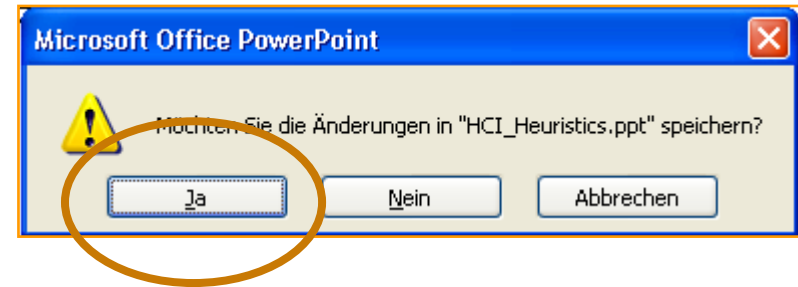 Microsoft Office PowerPoint
Möchten Sie die Änderungen in "HCI_Heuristics.ppt" speichern?
Ja Nein Abbrechen